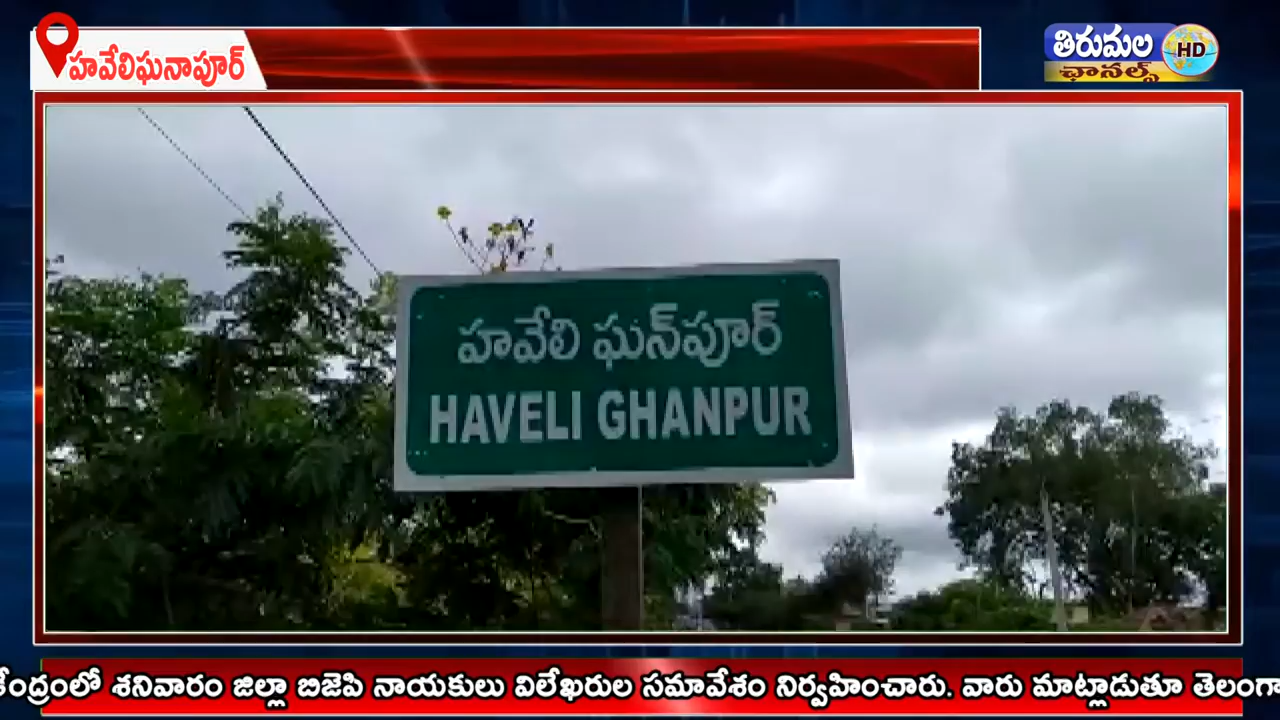 హవేలిఘనాపూర్
తిరుమల
HD
ఛానల్స్
హవేలి ఘన్‌పూర్
HAVELI GHANPUR
కేంద్రంలో శనివారం జిల్లా బిజెపి నాయకులు విలేఖరుల సమావేశం నిర్వహించారు. వారు మాట్లాడుతూ తెలంగా